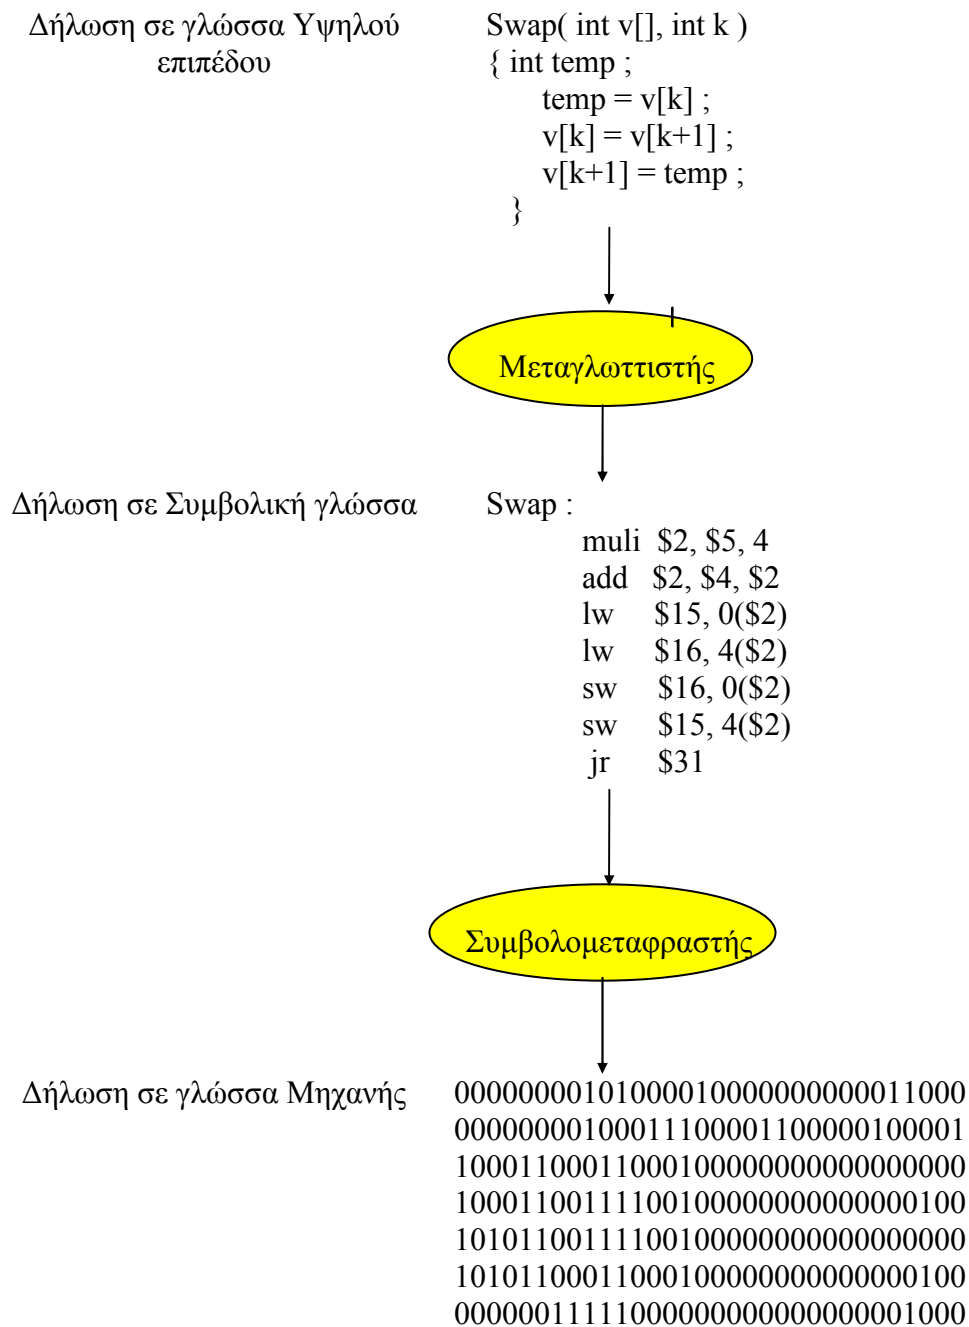 Δήλωση σε γλώσσα Υψηλού
επιπέδου
Swap( int v[], int k )
{ int temp ;
temp = v[k] ;
v[k] = v[k+1] ;
v[k+1] = temp ;
}
Μεταγλωττιστής
Δήλωση σε Συμβολική γλώσσα
Swap :
muli $2, $5, 4
add $2, $4, $2
lw $15, 0($2)
lw $16, 4($2)
sw $16, 0($2)
sw $15, 4($2)
jr $31
Συμβολομεταφραστής
Δήλωση σε γλώσσα Μηχανής
00000000101000010000000000011000
00000000100011100001100000100001
10001100011000100000000000000000
10001100111100100000000000000100
10101100111100100000000000000000
10101100011000100000000000000100
00000011111000000000000000001000